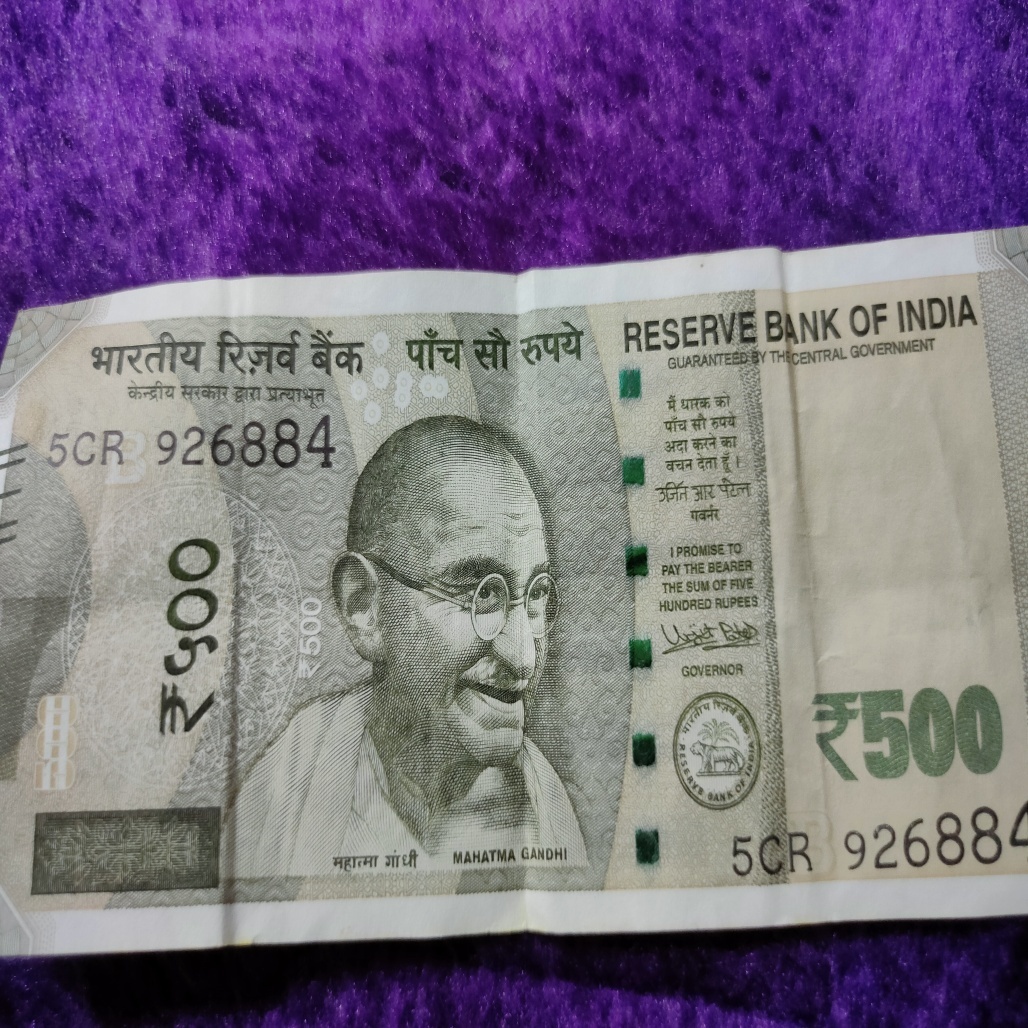 भारतीय रिज़र्व बैंक
केन्द्रीय सरकार द्वारा प्रत्याभूत
5CR 926884
पाँच सौ रुपये
RESERVE BANK OF INDIA
GUARANTEED BY THE CENTRAL GOVERNMENT
मैं धारक को
पाँच सौ रुपये
अदा करने का
वचन देता हूँ।
उर्जित आर पटेल
गवर्नर
I PROMISE TO
PAY THE BEARER
THE SUM OF FIVE
HUNDRED RUPEES
GOVERNOR
भारतीय रिज़र्व बैंक
RESERVE BANK OF INDIA
₹५००
₹500
₹500
महात्मा गांधी
MAHATMA GANDHI
5CR 926884